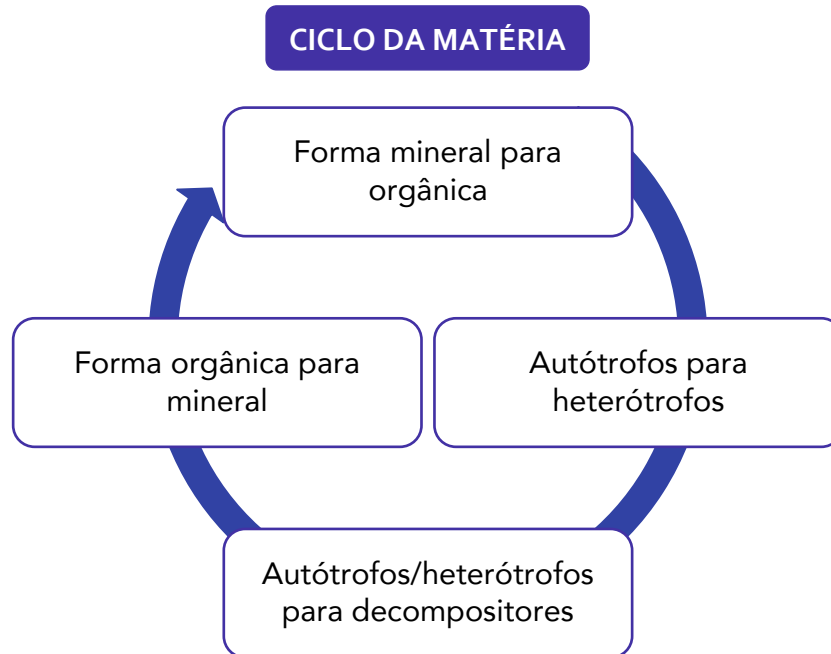 CICLO DA MATÉRIA
Forma mineral para
orgânica
Autótrofos para
heterótrofos
Autótrofos/heterótrofos
para decompositores
Forma orgânica para
mineral